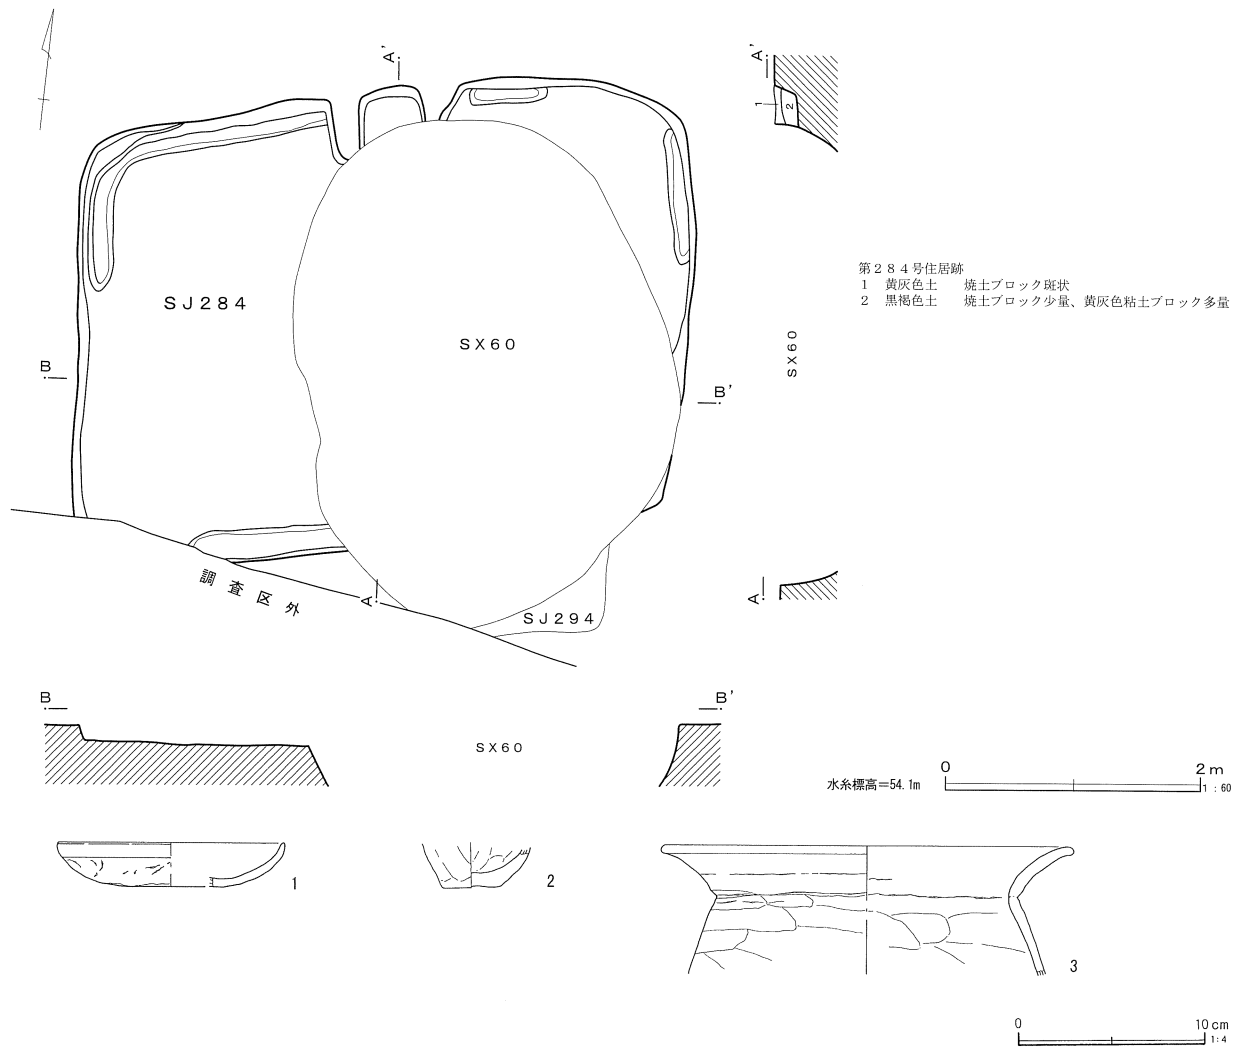 A'
A'
1
2
第２８４号住居跡
１　黄灰色土　　焼土ブロック斑状
２　黒褐色土　　焼土ブロック少量、黄灰色粘土ブロック多量
SJ284
SX60
SX60
B
B'
調査区外
A
A
SJ294
B
B'
SX60
水糸標高＝54.1m
0 2m
1：60
1
2
3
0 10cm
1:4